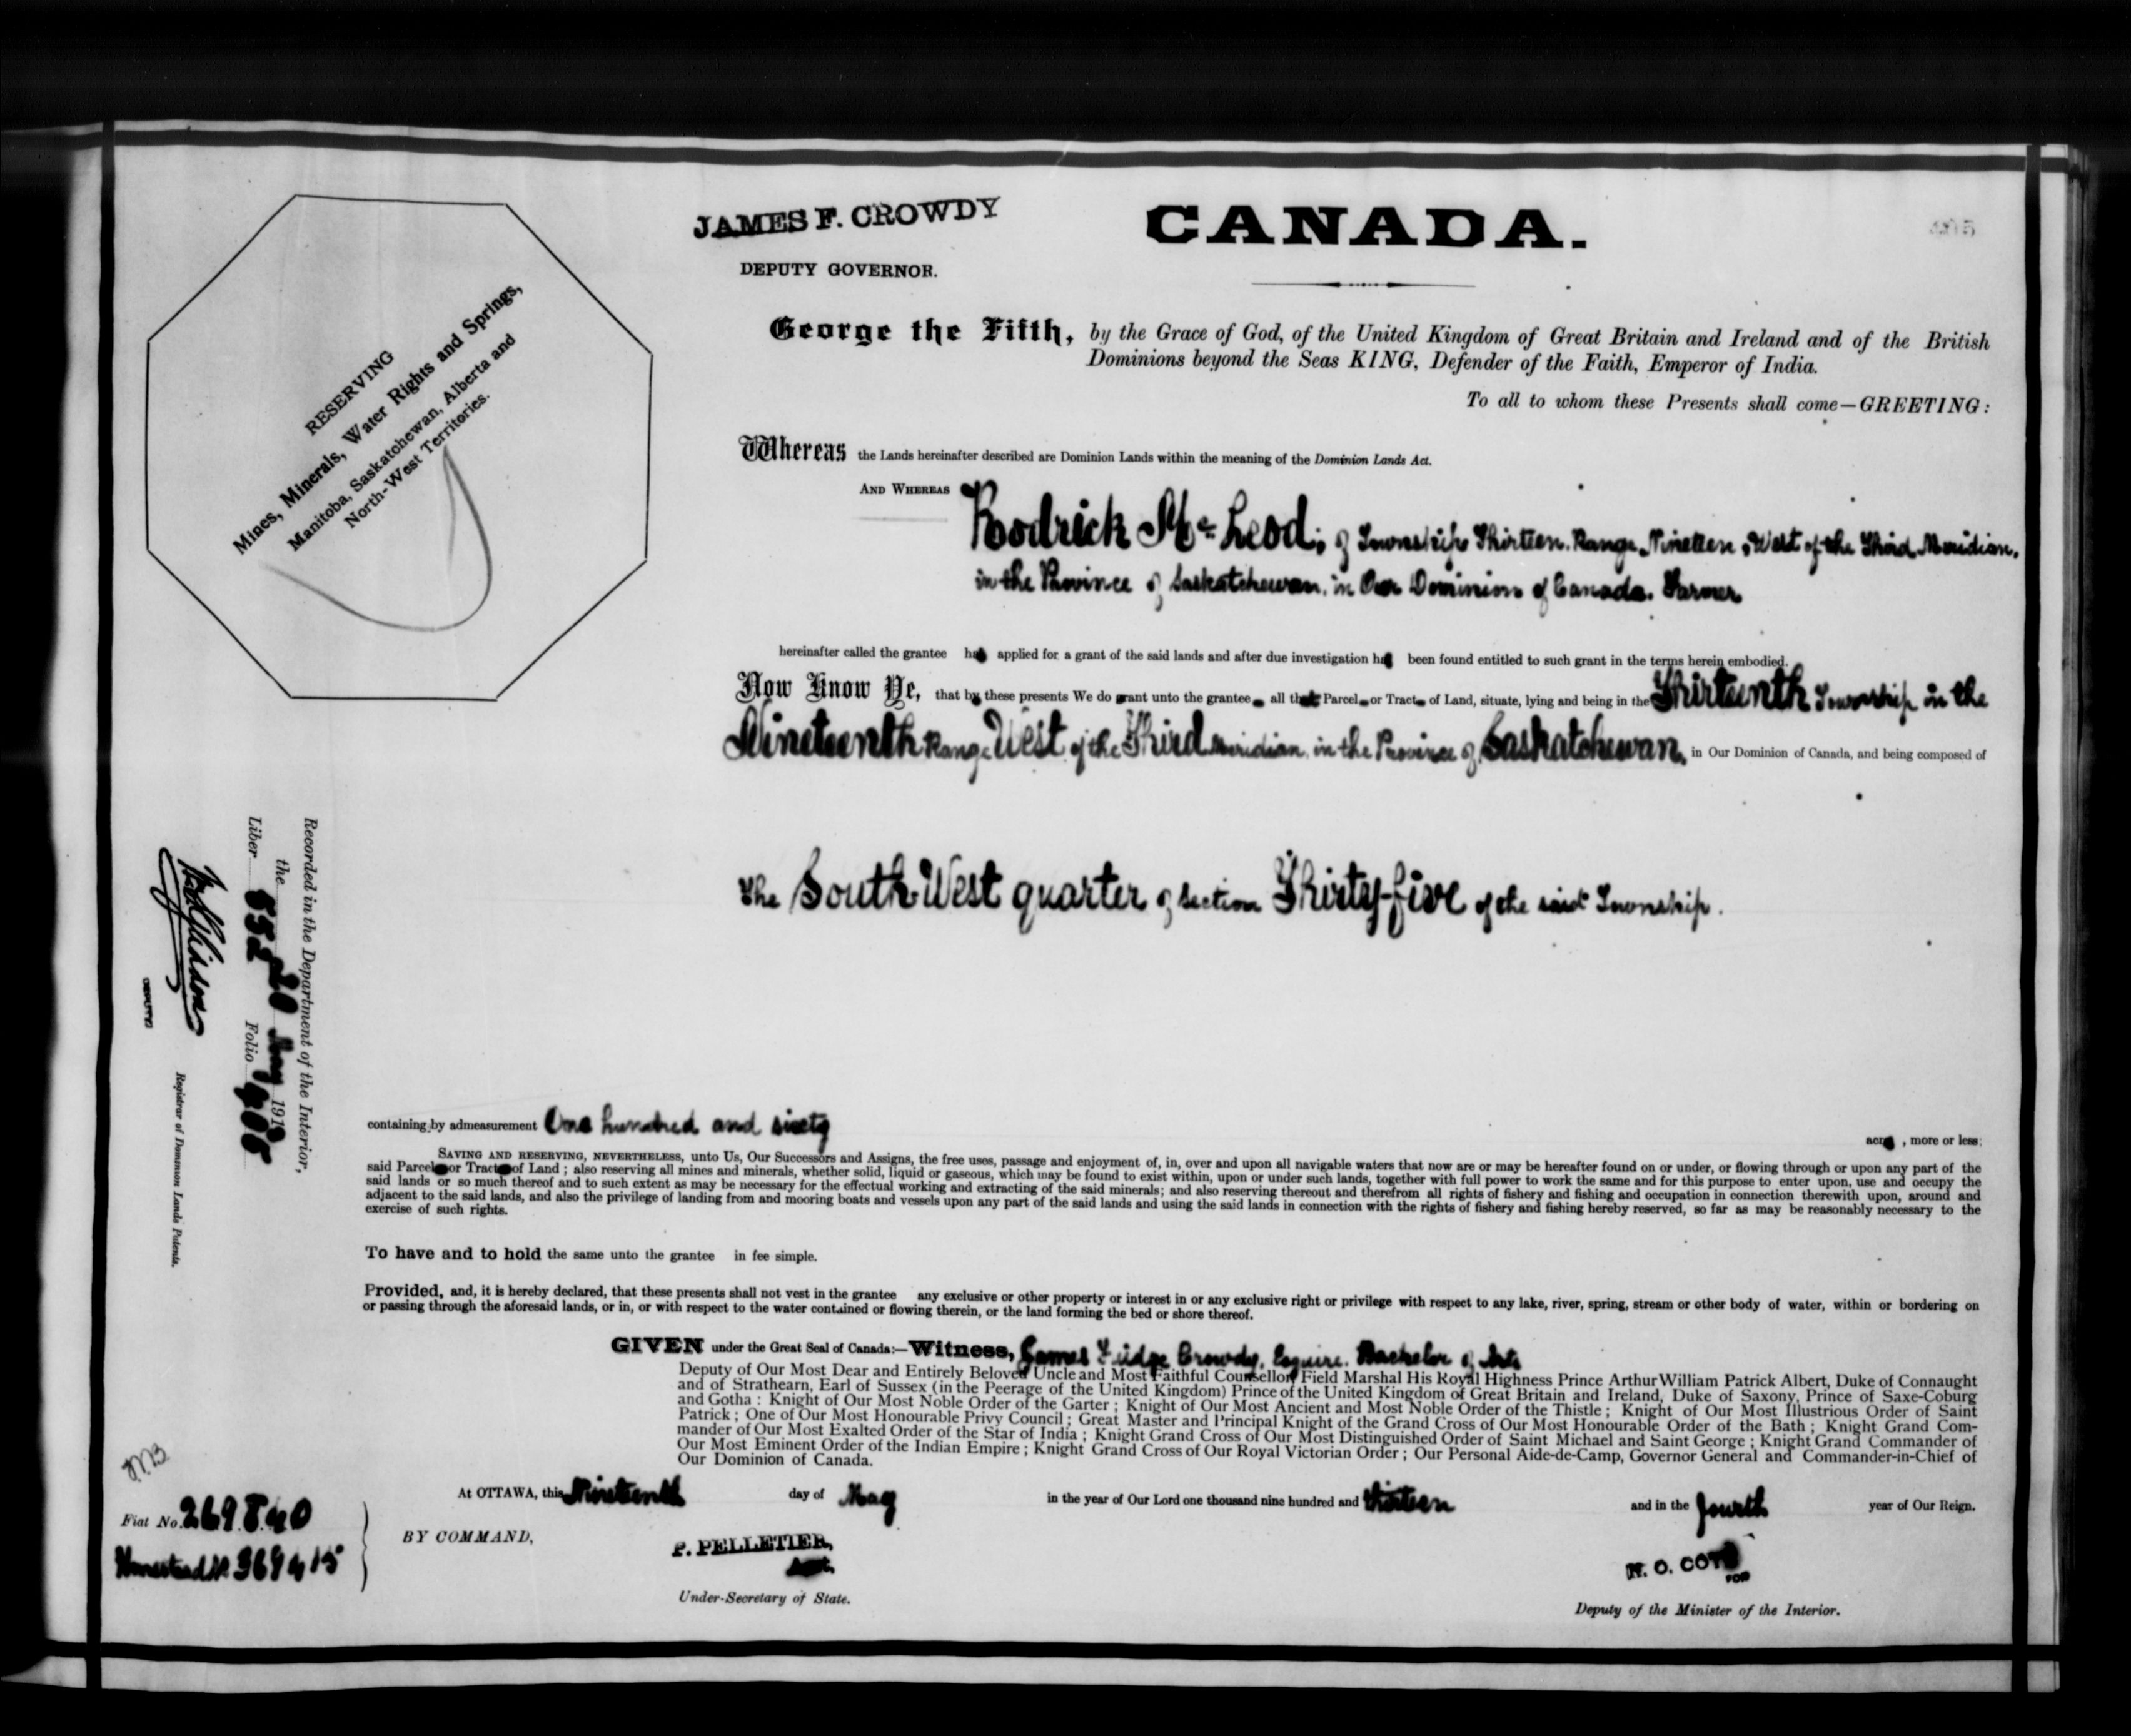 JAMES F. CROWDY
DEPUTY GOVERNOR.
CANADA.
RESERVING
Mines, Minerals, Water Rights and Springs,
Manitoba, Saskatchewan, Alberta and
North-West Territories.
George the Fifth, by the Grace of God, of the United Kingdom of Great Britain and Ireland and of the British
Dominions beyond the Seas KING, Defender of the Faith, Emperor of India.
To all to whom these Presents shall come—GREETING:
Whereas the Lands hereinafter described are Dominion Lands within the meaning of the Dominion Lands Act.
AND WHEREAS Rodrick Mc Leod, of Township Thirteen, Range Nineteen, West of the Third Meridian,
in the Province of Saskatchewan, in Our Dominion of Canada. Farmer
hereinafter called the grantee has applied for a grant of the said lands and after due investigation has been found entitled to such grant in the terms herein embodied.
Now Know Ye, that by these presents We do grant unto the grantee all that Parcel or Tract of Land, situate, lying and being in the Thirteenth Township in the
Nineteenth Range West of the Third Meridian, in the Province of Saskatchewan, in Our Dominion of Canada, and being composed of
The South West quarter of Section Thirty-five of the said Township.
containing by admeasurement One hundred and sixty acres, more or less:
SAVING AND RESERVING, NEVERTHELESS, unto Us, Our Successors and Assigns, the free uses, passage and enjoyment of, in, over and upon all navigable waters that now are or may be hereafter found on or under, or flowing through or upon any part of the
said Parcel or Tract of Land ; also reserving all mines and minerals, whether solid, liquid or gaseous, which may be found to exist within, upon or under such lands, together with full power to work the same and for this purpose to enter upon, use and occupy the
said lands or so much thereof and to such extent as may be necessary for the effectual working and extracting of the said minerals; and also reserving thereout and therefrom all rights of fishery and fishing and occupation in connection therewith upon, around and
adjacent to the said lands, and also the privilege of landing from and mooring boats and vessels upon any part of the said lands and using the said lands in connection with the rights of fishery and fishing hereby reserved, so far as may be reasonably necessary to the
exercise of such rights.
To have and to hold the same unto the grantee in fee simple.
Provided, and, it is hereby declared, that these presents shall not vest in the grantee any exclusive or other property or interest in or any exclusive right or privilege with respect to any lake, river, spring, stream or other body of water, within or bordering on
or passing through the aforesaid lands, or in, or with respect to the water contained or flowing therein, or the land forming the bed or shore thereof.
GIVEN under the Great Seal of Canada:—Witness, James Fudge Crowdy, Esquire, Bachelor of Arts
Deputy of Our Most Dear and Entirely Beloved Uncle and Most Faithful Counsellor Field Marshal His Royal Highness Prince Arthur William Patrick Albert, Duke of Connaught
and of Strathearn, Earl of Sussex (in the Peerage of the United Kingdom) Prince of the United Kingdom of Great Britain and Ireland, Duke of Saxony, Prince of Saxe-Coburg
and Gotha : Knight of Our Most Noble Order of the Garter ; Knight of Our Most Ancient and Most Noble Order of the Thistle ; Knight of Our Most Illustrious Order of Saint
Patrick ; One of Our Most Honourable Privy Council ; Great Master and Principal Knight of the Grand Cross of Our Most Honourable Order of the Bath ; Knight Grand Com-
mander of Our Most Exalted Order of the Star of India ; Knight Grand Cross of Our Most Distinguished Order of Saint Michael and Saint George ; Knight Grand Commander of
Our Most Eminent Order of the Indian Empire ; Knight Grand Cross of Our Royal Victorian Order ; Our Personal Aide-de-Camp, Governor General and Commander-in-Chief of
Our Dominion of Canada.
At OTTAWA, this Nineteenth day of May in the year of Our Lord one thousand nine hundred and thirteen and in the fourth year of Our Reign.
BY COMMAND,
P. PELLETIER,
Act.
Under-Secretary of State.
N. O. COTÉ
FOR
Deputy of the Minister of the Interior.
MB
Fiat No. 269840
Homestead No. 369415
Recorded in the Department of the Interior,
the 20 May 1913
Liber 552 Folio 408
DEPUTY
Registrar of Dominion Lands Patents.